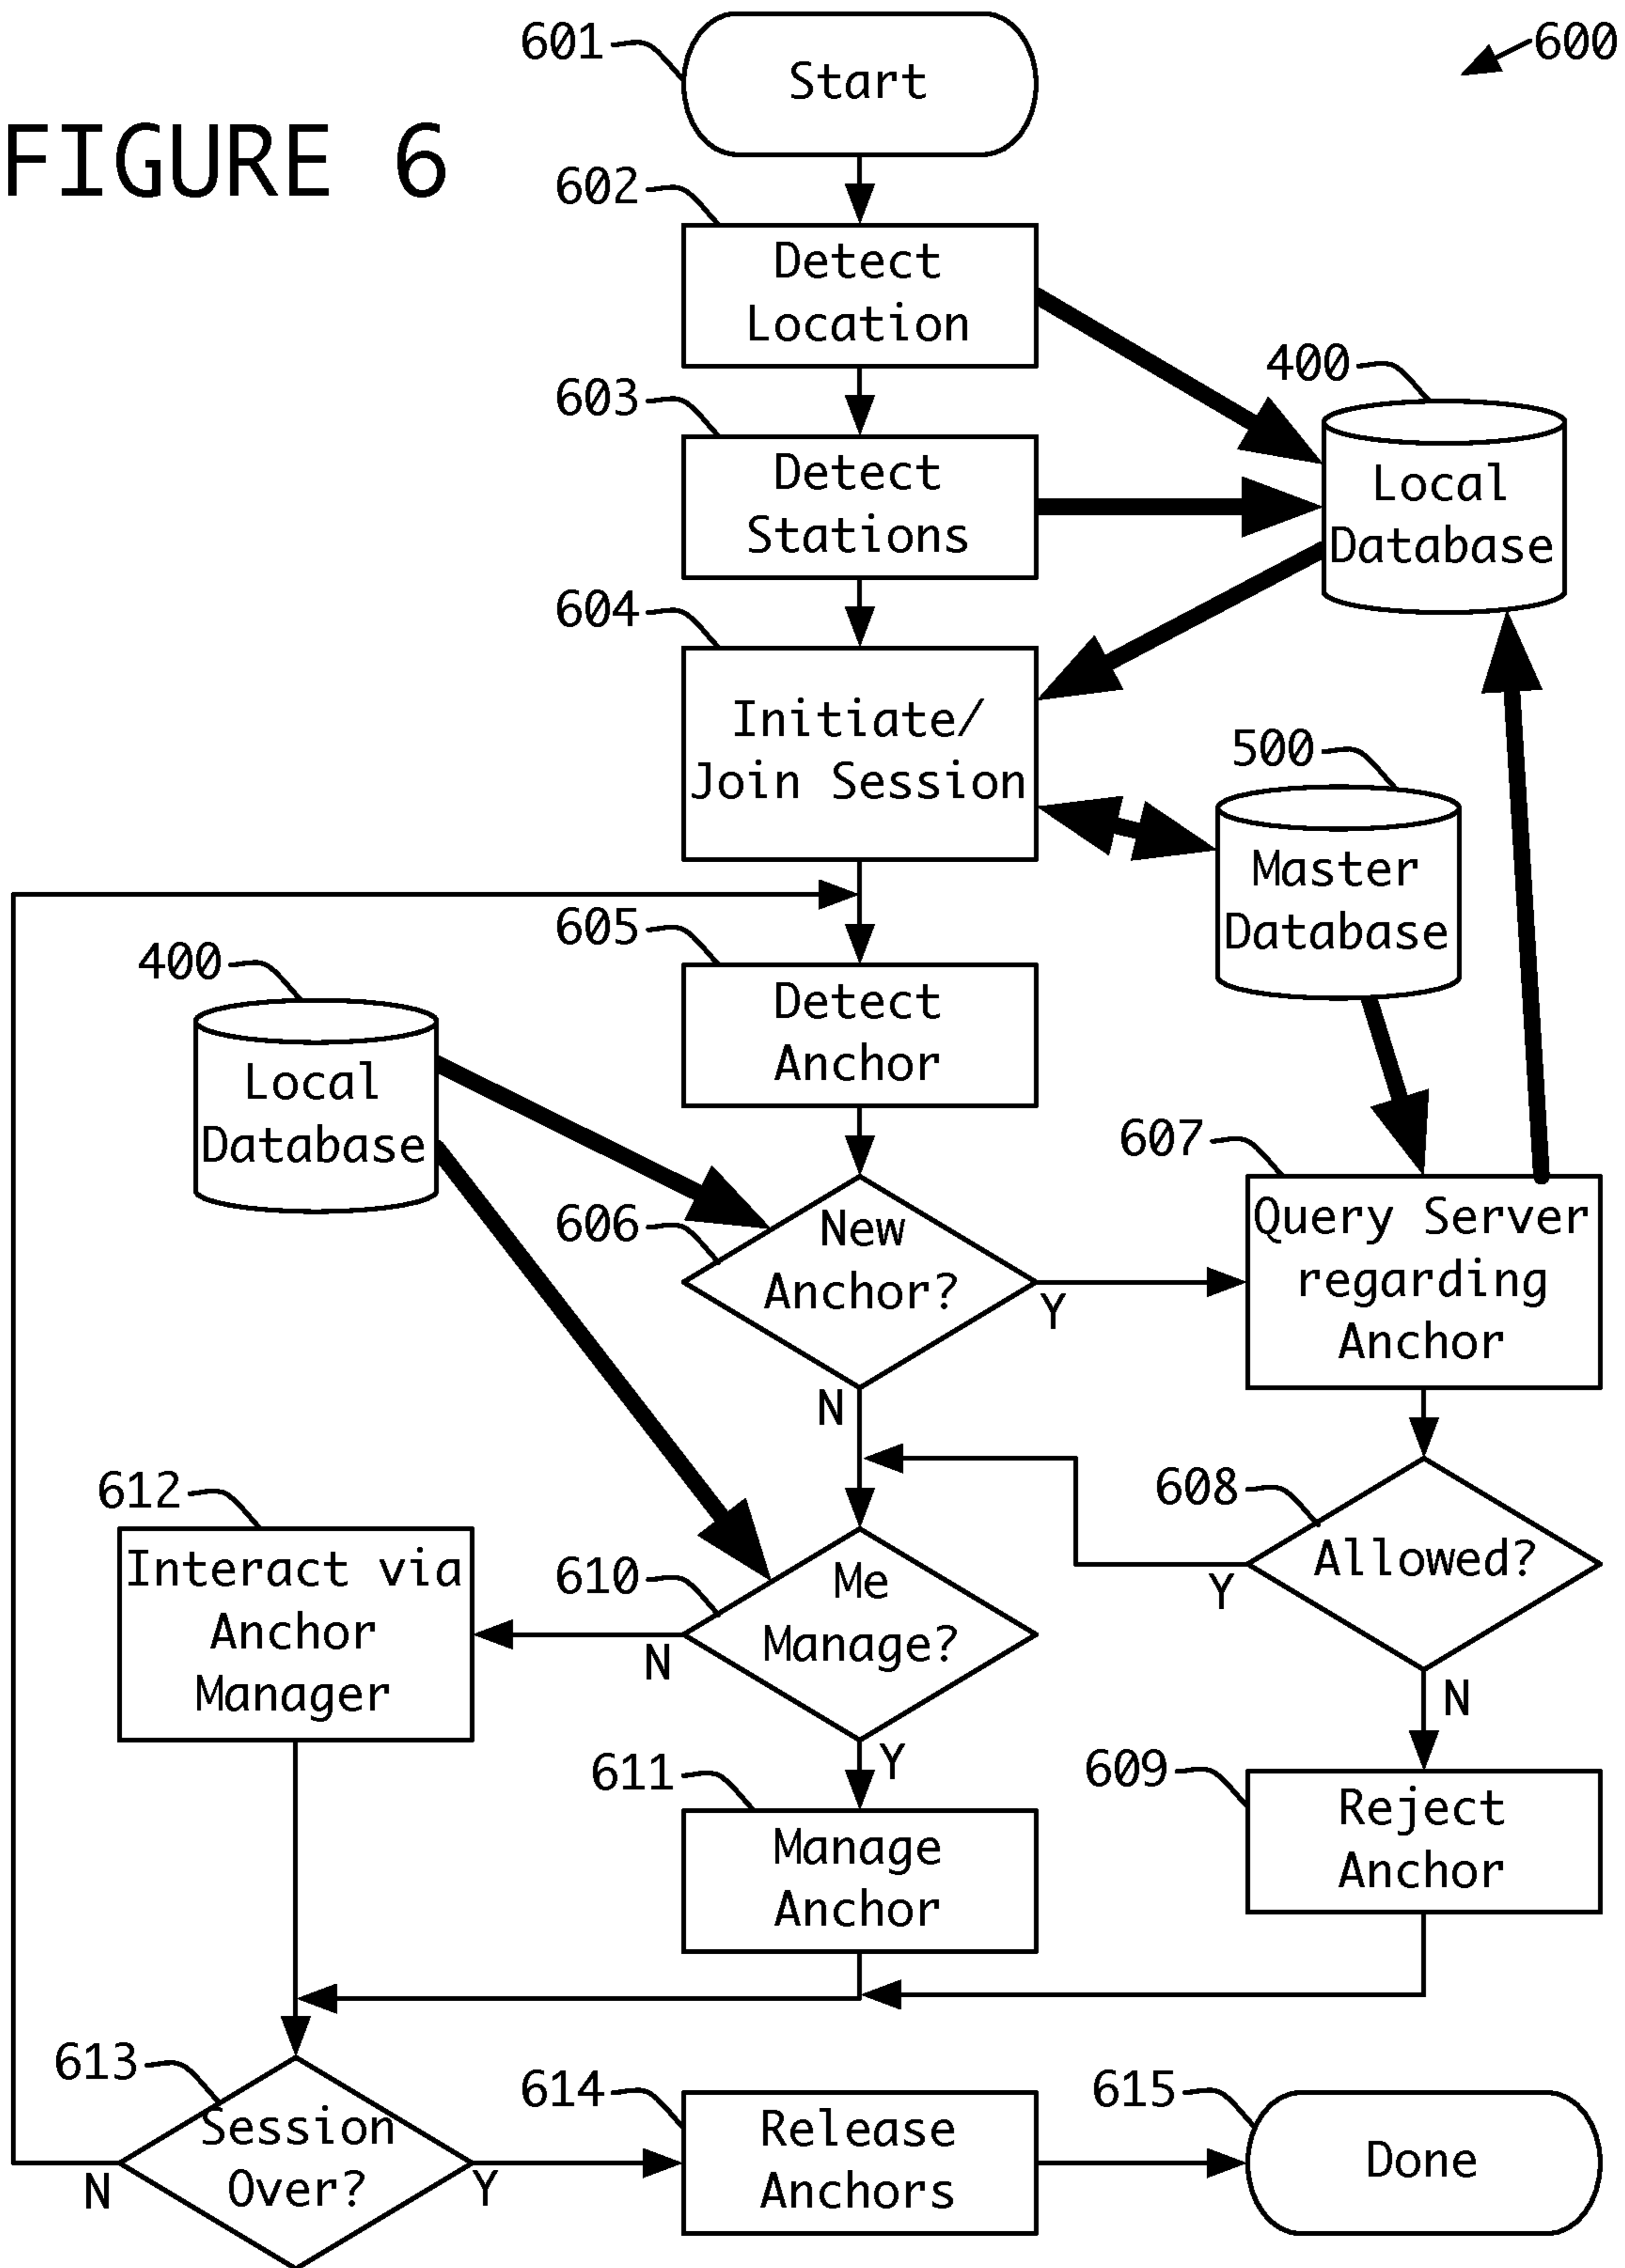 601
Start
600
FIGURE 6
602
Detect
Location
400
603
Detect
Stations
Local
Database
604
Initiate/
Join Session
500
Master
Database
605
Detect
Anchor
400
Local
Database
607
Query Server
regarding
Anchor
606
New
Anchor?
Y
N
612
Interact via
Anchor
Manager
610
Me
Manage?
N
Y
608
Allowed?
Y
N
611
Manage
Anchor
609
Reject
Anchor
613
Session
Over?
N
Y
614
Release
Anchors
615
Done